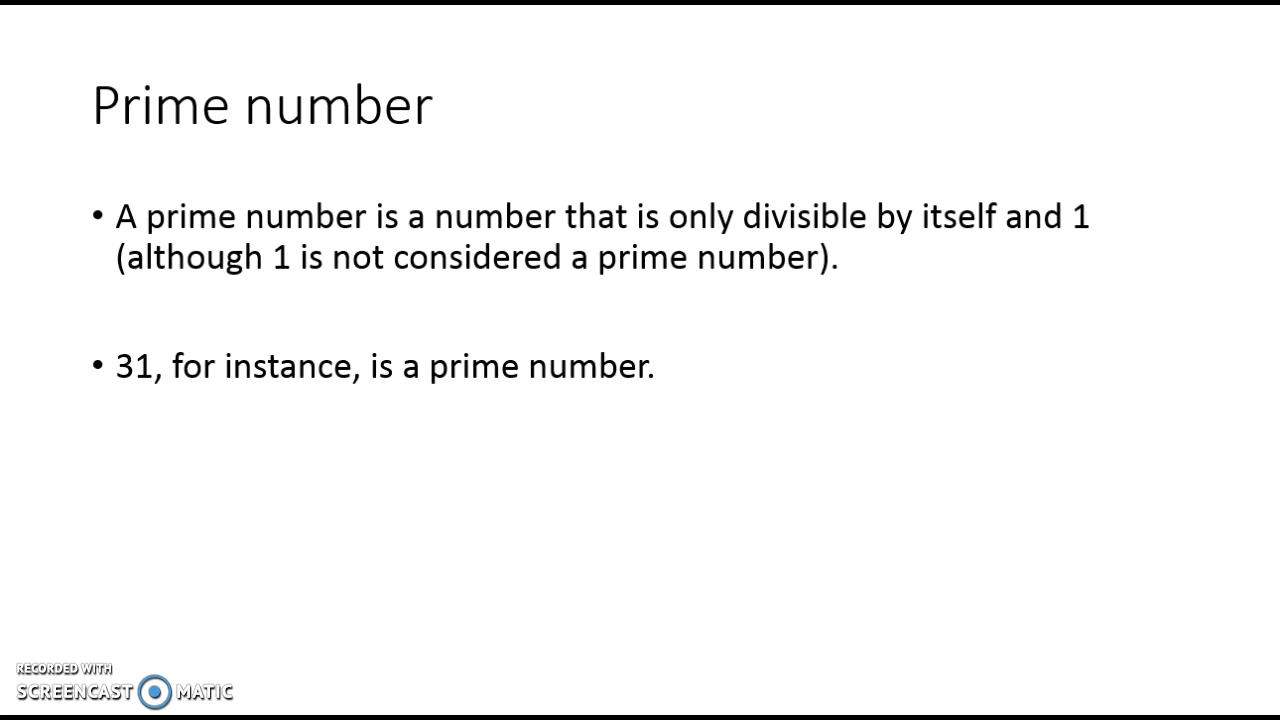 Prime number
• A prime number is a number that is only divisible by itself and 1
(although 1 is not considered a prime number).
• 31, for instance, is a prime number.
RECORDED WITH
SCREENCAST MATIC